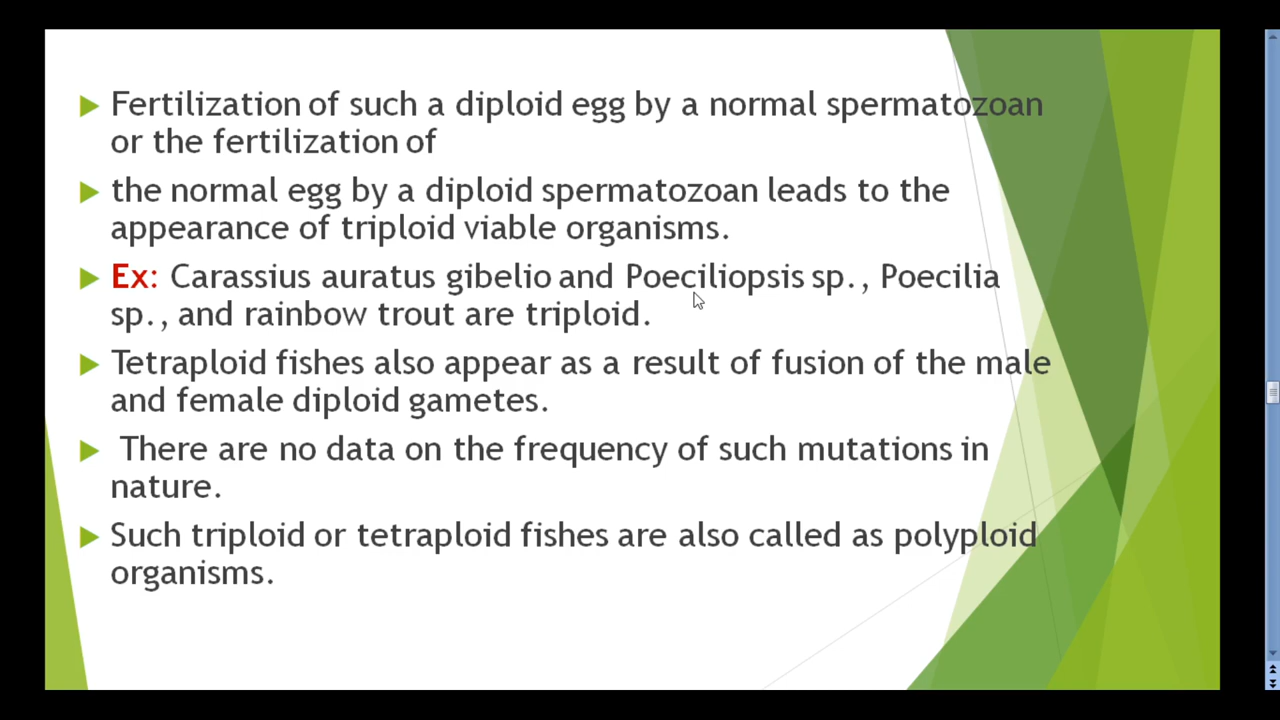 Fertilization of such a diploid egg by a normal spermatozoan
or the fertilization of
the normal egg by a diploid spermatozoan leads to the
appearance of triploid viable organisms.
Ex: Carassius auratus gibelio and Poeciliopsis sp., Poecilia
sp., and rainbow trout are triploid.
Tetraploid fishes also appear as a result of fusion of the male
and female diploid gametes.
There are no data on the frequency of such mutations in
nature.
Such triploid or tetraploid fishes are also called as polyploid
organisms.